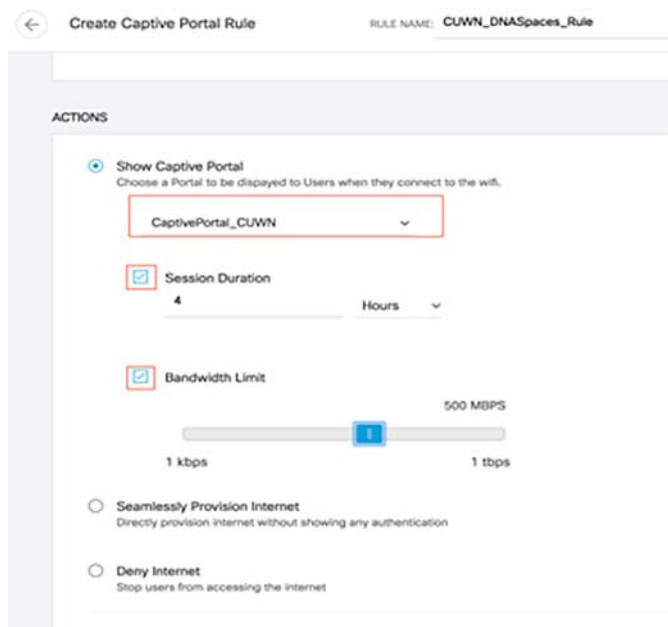 Create Captive Portal Rule
RULE NAME: CUWN_DNASpaces_Rule
ACTIONS
Show Captive Portal
Choose a Portal to be dispayed to Users when they connect to the wifi.
CaptivePortal_CUWN
Session Duration
4 Hours
Bandwidth Limit
500 MBPS
1 kbps 1 tbps
Seamlessly Provision Internet
Directly provision internet without showing any authentication
Deny Internet
Stop users from accessing the internet